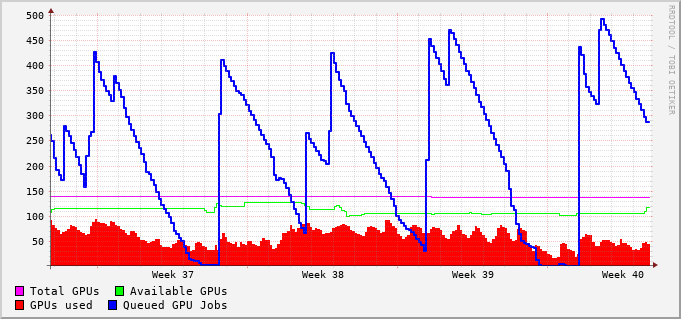 500
450
400
350
300
250
200
150
100
50
Week 37 Week 38 Week 39 Week 40
Total GPUs Available GPUs
GPUs used Queued GPU Jobs
RRDTOOL / TOBI OETIKER